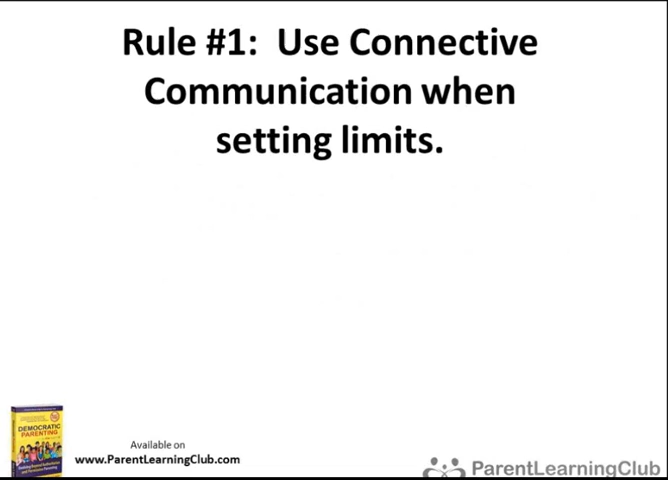 Rule #1: Use Connective
Communication when
setting limits.
DEMOCRATIC
PARENTING
Available on
www.ParentLearningClub.com
ParentLearningClub